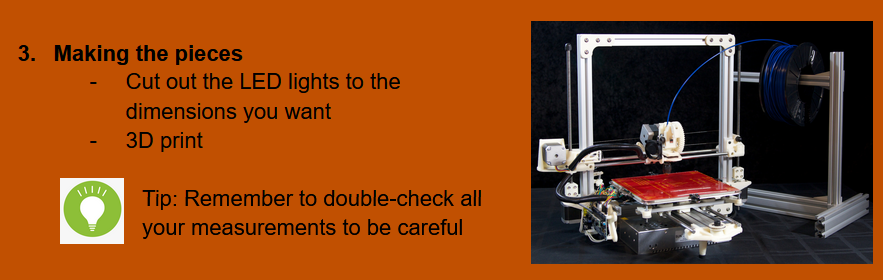 3. Making the pieces
- Cut out the LED lights to the
dimensions you want
- 3D print
Tip: Remember to double-check all
your measurements to be careful